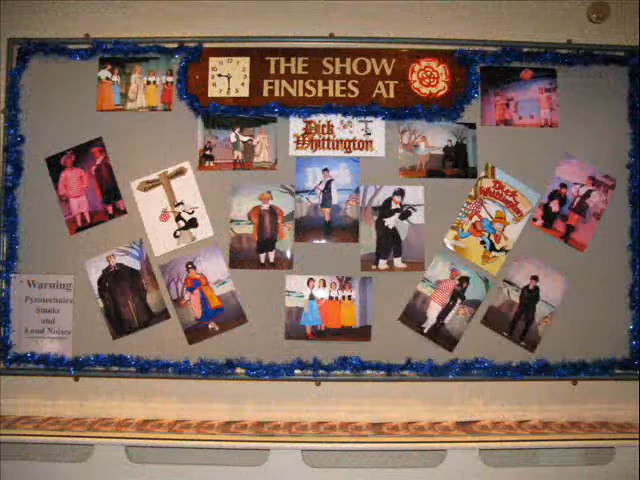 THE SHOW
FINISHES AT
Dick
Whittington
Dick
Whittington
Warning
Pyrotechnics
Smoke
and
Loud Noises